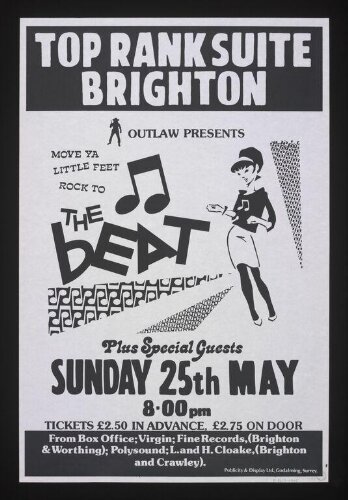 TOP RANK SUITE
BRIGHTON
OUTLAW PRESENTS
MOVE YA
LITTLE FEET
ROCK TO
THE
bEAT
Plus Special Guests
SUNDAY 25th MAY
8·00pm
TICKETS £2.50 IN ADVANCE, £2.75 ON DOOR
From Box Office; Virgin; Fine Records, (Brighton
& Worthing); Polysound; L. and H. Cloake, (Brighton
and Crawley).
Publicity & Display Ltd., Godalming, Surrey.